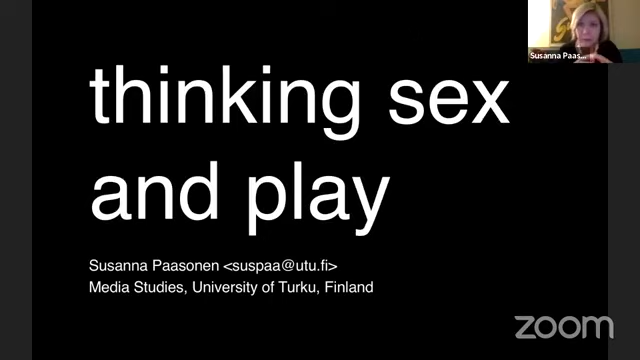 thinking sex
and play
Susanna Paasonen <suspaa@utu.fi>
Media Studies, University of Turku, Finland
Susanna Paas...
zoom